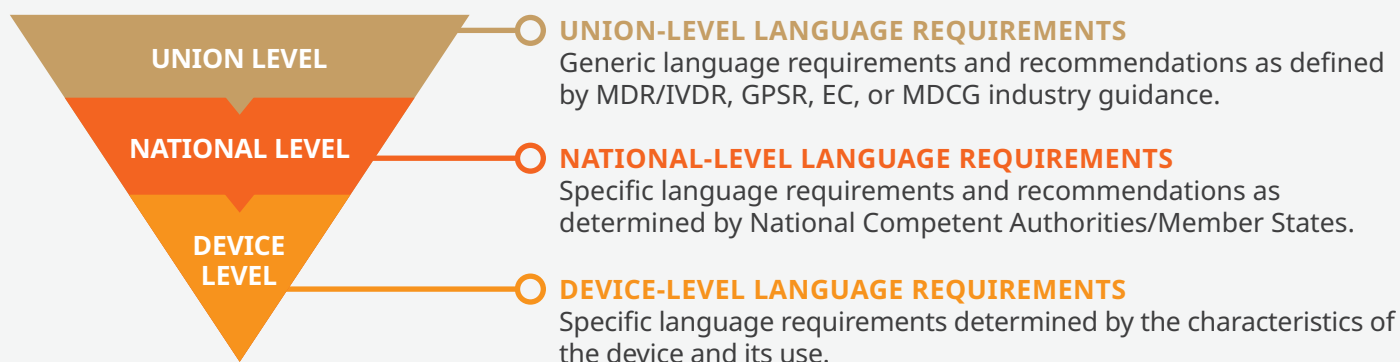 UNION LEVEL
UNION-LEVEL LANGUAGE REQUIREMENTS
Generic language requirements and recommendations as defined
by MDR/IVDR, GPSR, EC, or MDCG industry guidance.
NATIONAL LEVEL
NATIONAL-LEVEL LANGUAGE REQUIREMENTS
Specific language requirements and recommendations as
determined by National Competent Authorities/Member States.
DEVICE
LEVEL
DEVICE-LEVEL LANGUAGE REQUIREMENTS
Specific language requirements determined by the characteristics of
the device and its use.